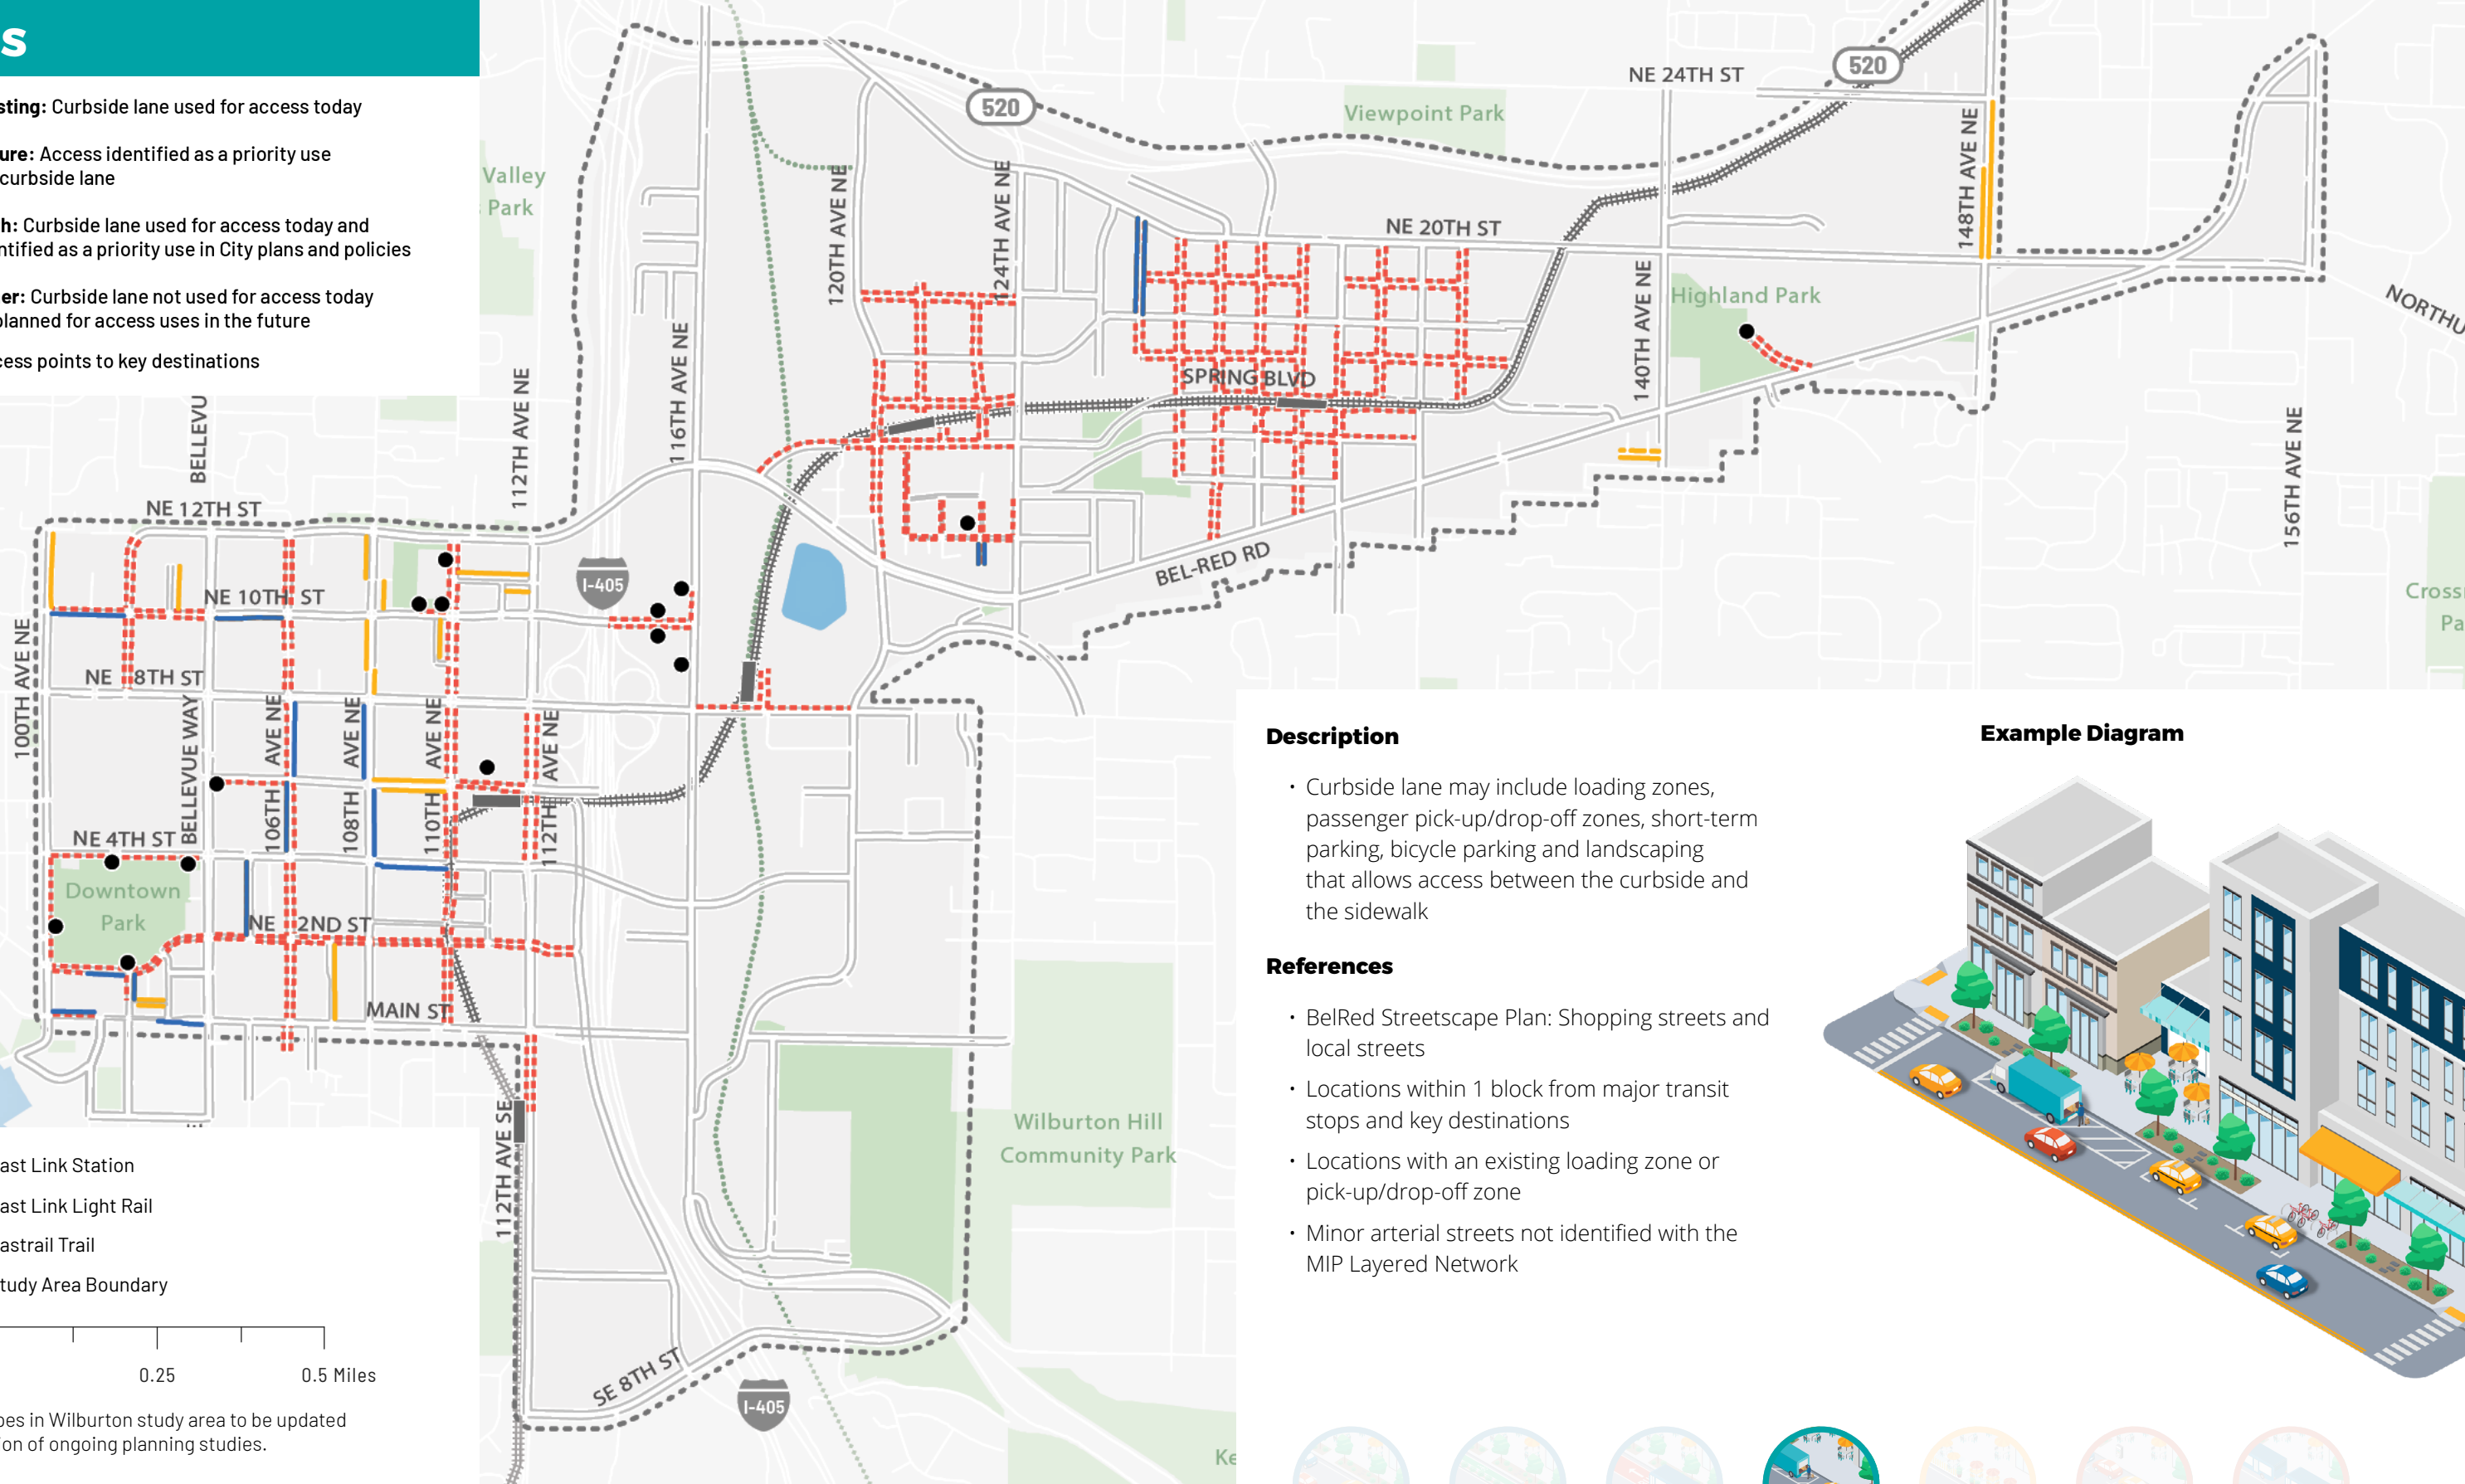 s
sting: Curbside lane used for access today
ure: Access identified as a priority use
curbside lane
h: Curbside lane used for access today and
ntified as a priority use in City plans and policies
er: Curbside lane not used for access today
planned for access uses in the future
cess points to key destinations
520
520
NE 24TH ST
Viewpoint Park
Valley
Park
120TH AVE NE
124TH AVE NE
148TH AVE NE
NE 20TH ST
140TH AVE NE
Highland Park
NORTHU
116TH AVE NE
112TH AVE NE
BELLEVU
SPRING BLVD
156TH AVE NE
NE 12TH ST
BEL-RED RD
I-405
NE 10TH ST
Cross
Pa
100TH AVE NE
NE 8TH ST
BELLEVUE WAY
106TH AVE NE
108TH AVE NE
110TH AVE NE
112TH AVE NE
NE 4TH ST
Downtown
Park
NE 2ND ST
MAIN ST
112TH AVE SE
Wilburton Hill
Community Park
SE 8TH ST
I-405
Ke
ast Link Station
ast Link Light Rail
astrail Trail
tudy Area Boundary
0.25
0.5 Miles
pes in Wilburton study area to be updated
ion of ongoing planning studies.
Description
· Curbside lane may include loading zones,
passenger pick-up/drop-off zones, short-term
parking, bicycle parking and landscaping
that allows access between the curbside and
the sidewalk
References
· BelRed Streetscape Plan: Shopping streets and
local streets
· Locations within 1 block from major transit
stops and key destinations
· Locations with an existing loading zone or
pick-up/drop-off zone
· Minor arterial streets not identified with the
MIP Layered Network
Example Diagram